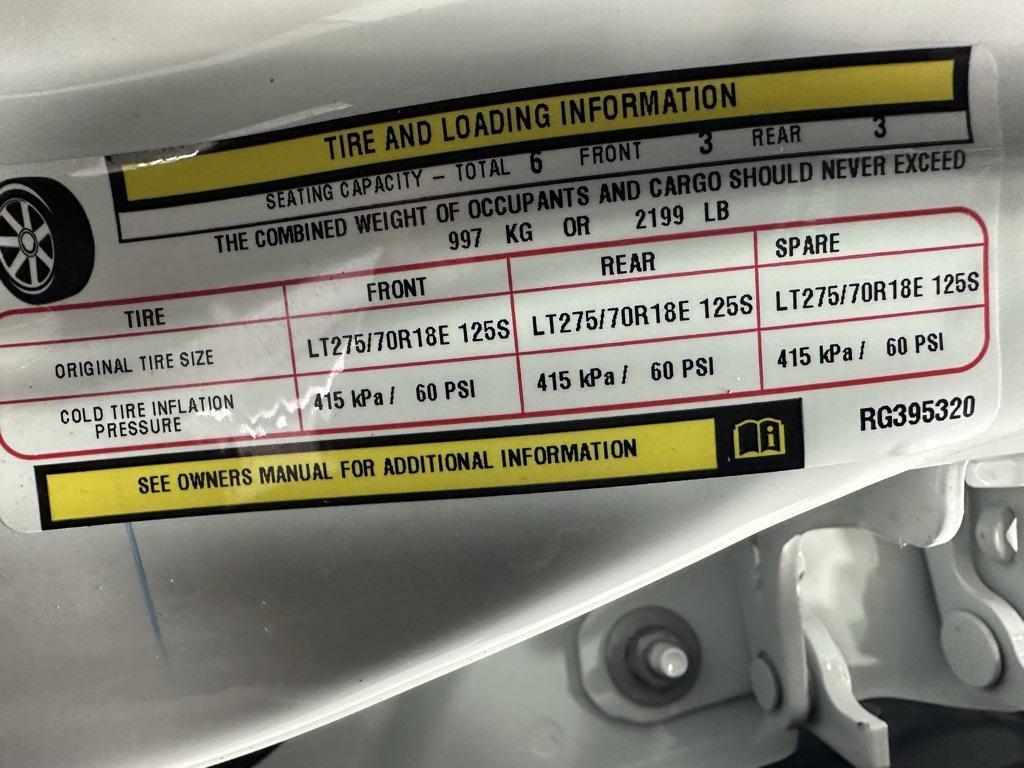 TIRE AND LOADING INFORMATION
SEATING CAPACITY – TOTAL 6 FRONT 3 REAR 3
THE COMBINED WEIGHT OF OCCUPANTS AND CARGO SHOULD NEVER EXCEED
997 KG OR 2199 LB
TIRE FRONT REAR SPARE
ORIGINAL TIRE SIZE LT275/70R18E 125S LT275/70R18E 125S LT275/70R18E 125S
COLD TIRE INFLATION PRESSURE 415 kPa / 60 PSI 415 kPa / 60 PSI 415 kPa / 60 PSI
SEE OWNERS MANUAL FOR ADDITIONAL INFORMATION
RG395320